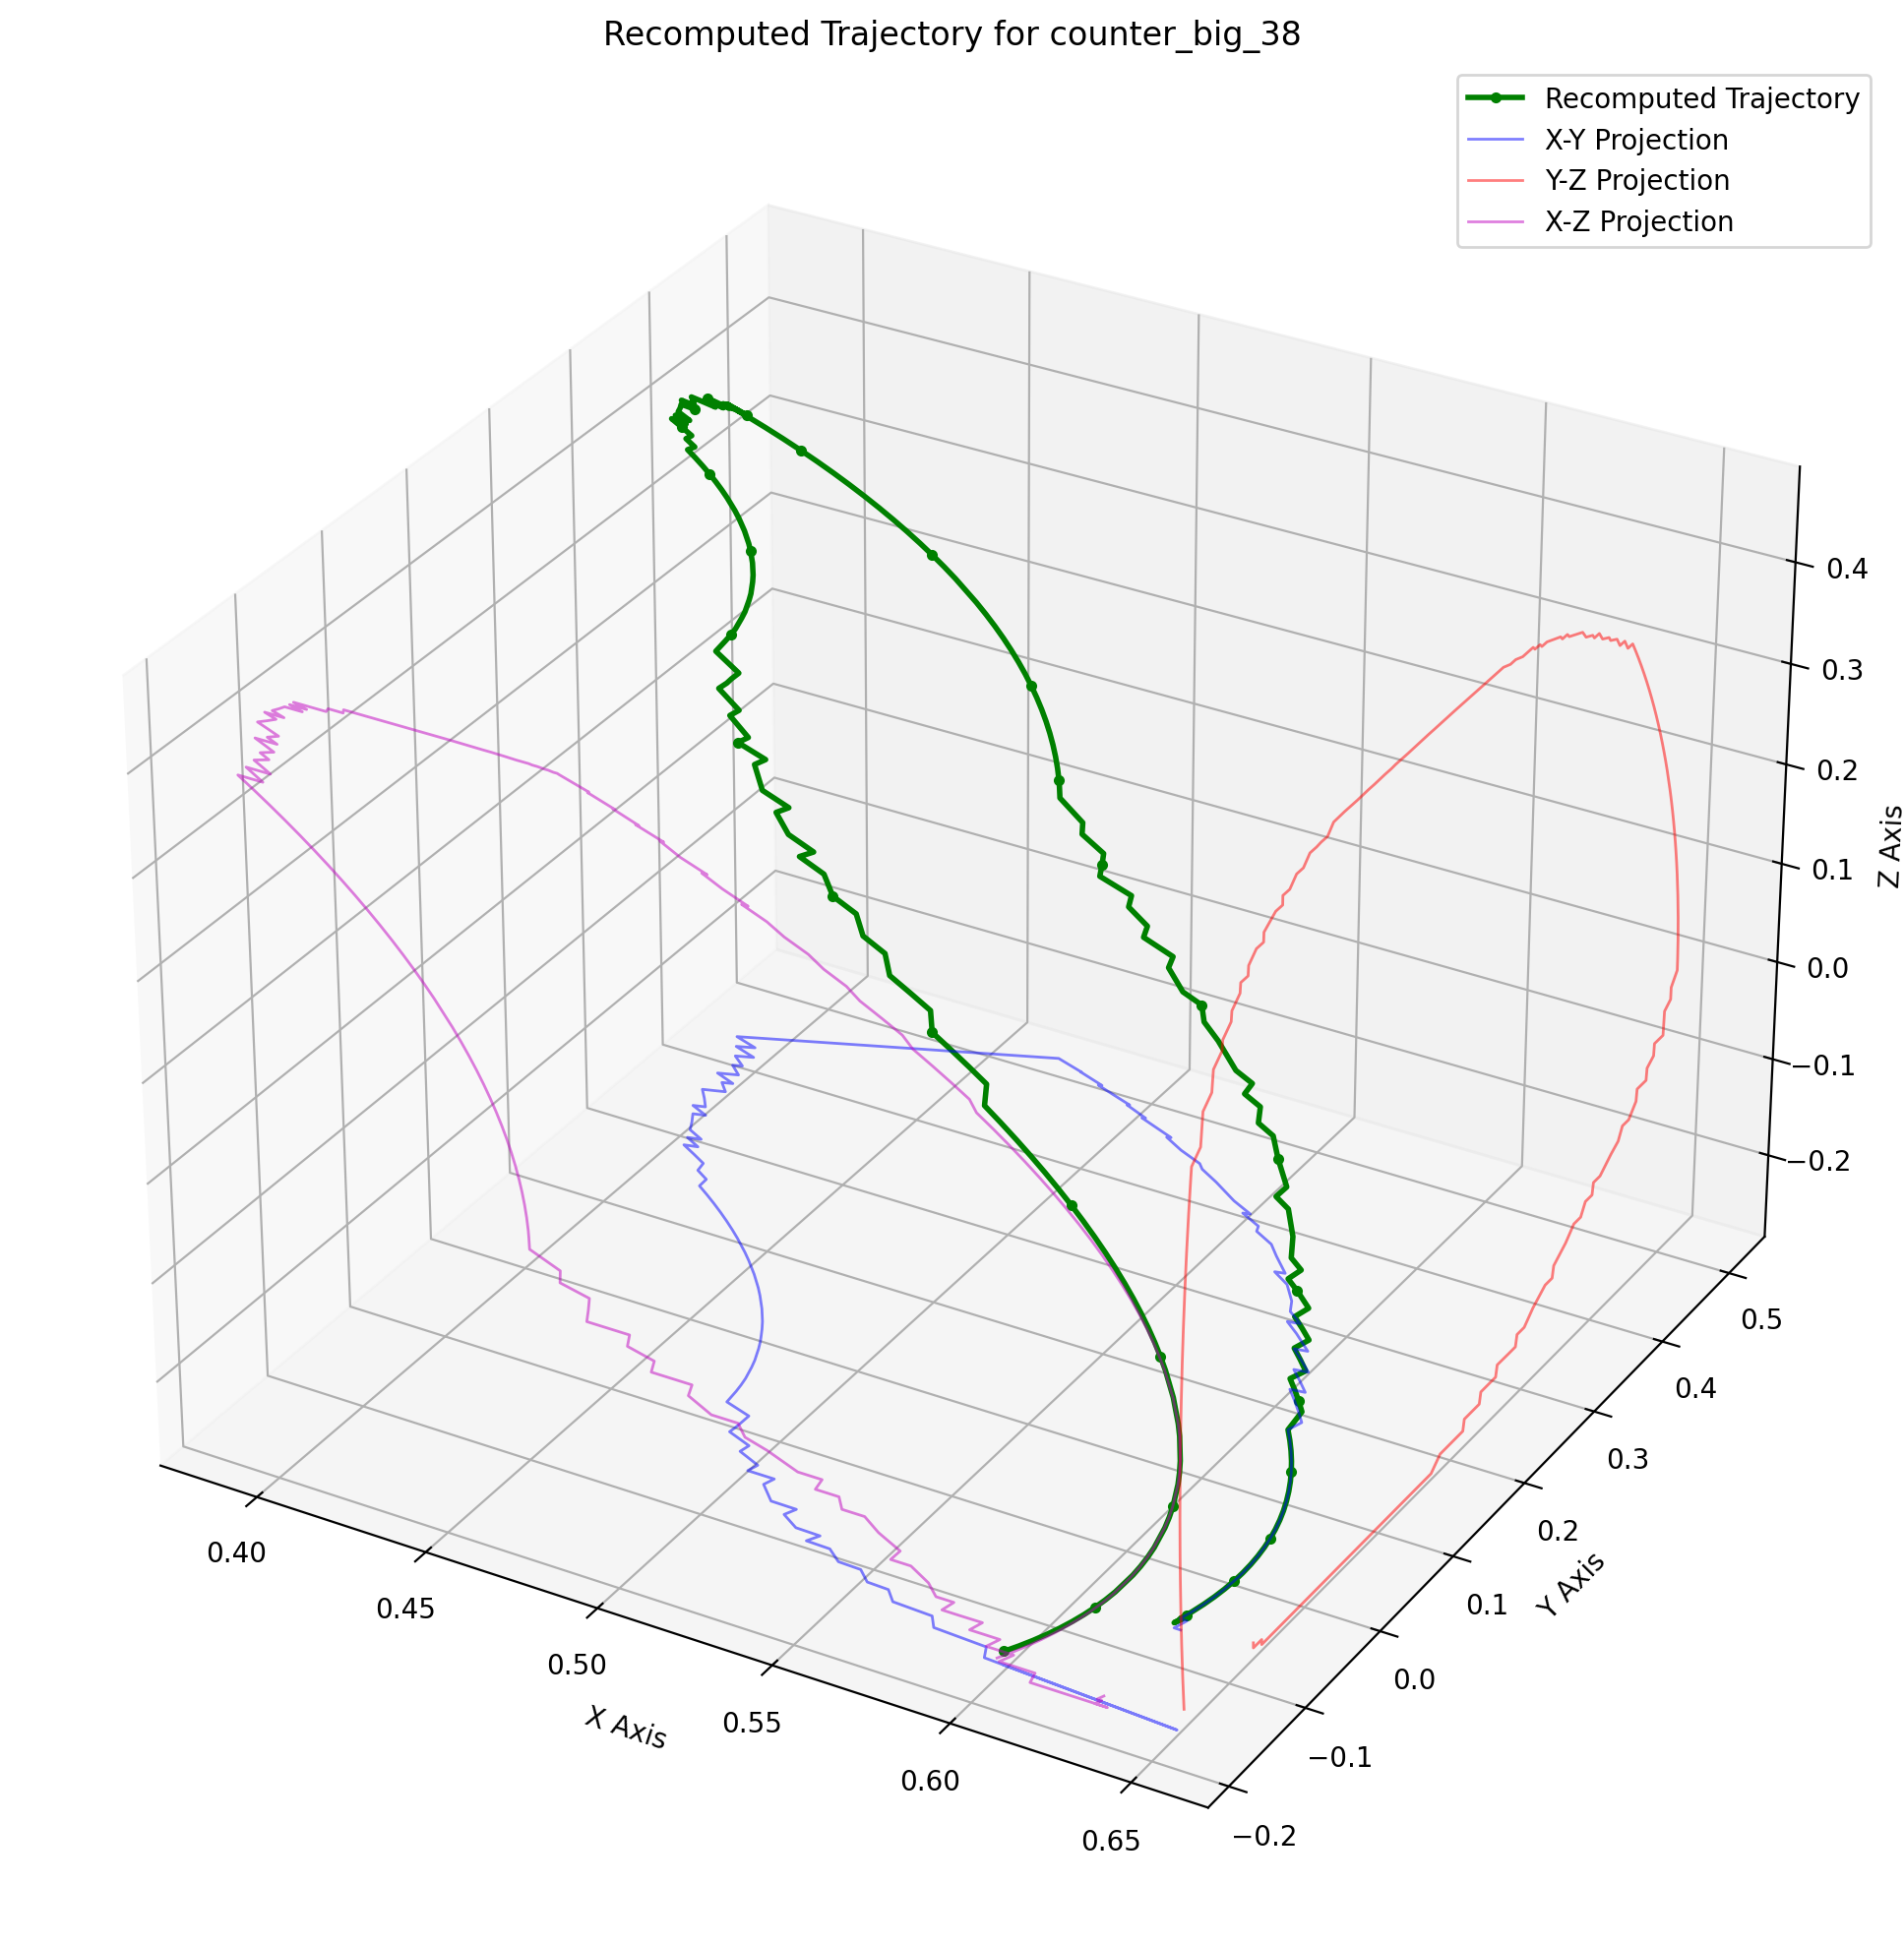 Recomputed Trajectory for counter_big_38
Recomputed Trajectory
X-Y Projection
Y-Z Projection
X-Z Projection
0.4
0.3
0.2
0.1
0.0
−0.1
−0.2
Z Axis
0.5
0.4
0.3
0.2
0.1
0.0
−0.1
−0.2
Y Axis
0.40
0.45
0.50
0.55
0.60
0.65
X Axis